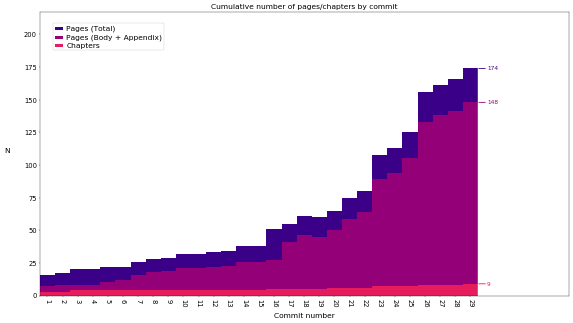 Cumulative number of pages/chapters by commit
Pages (Total)
Pages (Body + Appendix)
Chapters
N
200
175
150
125
100
75
50
25
0
174
148
9
1 2 3 4 5 6 7 8 9 10 11 12 13 14 15 16 17 18 19 20 21 22 23 24 25 26 27 28 29
Commit number